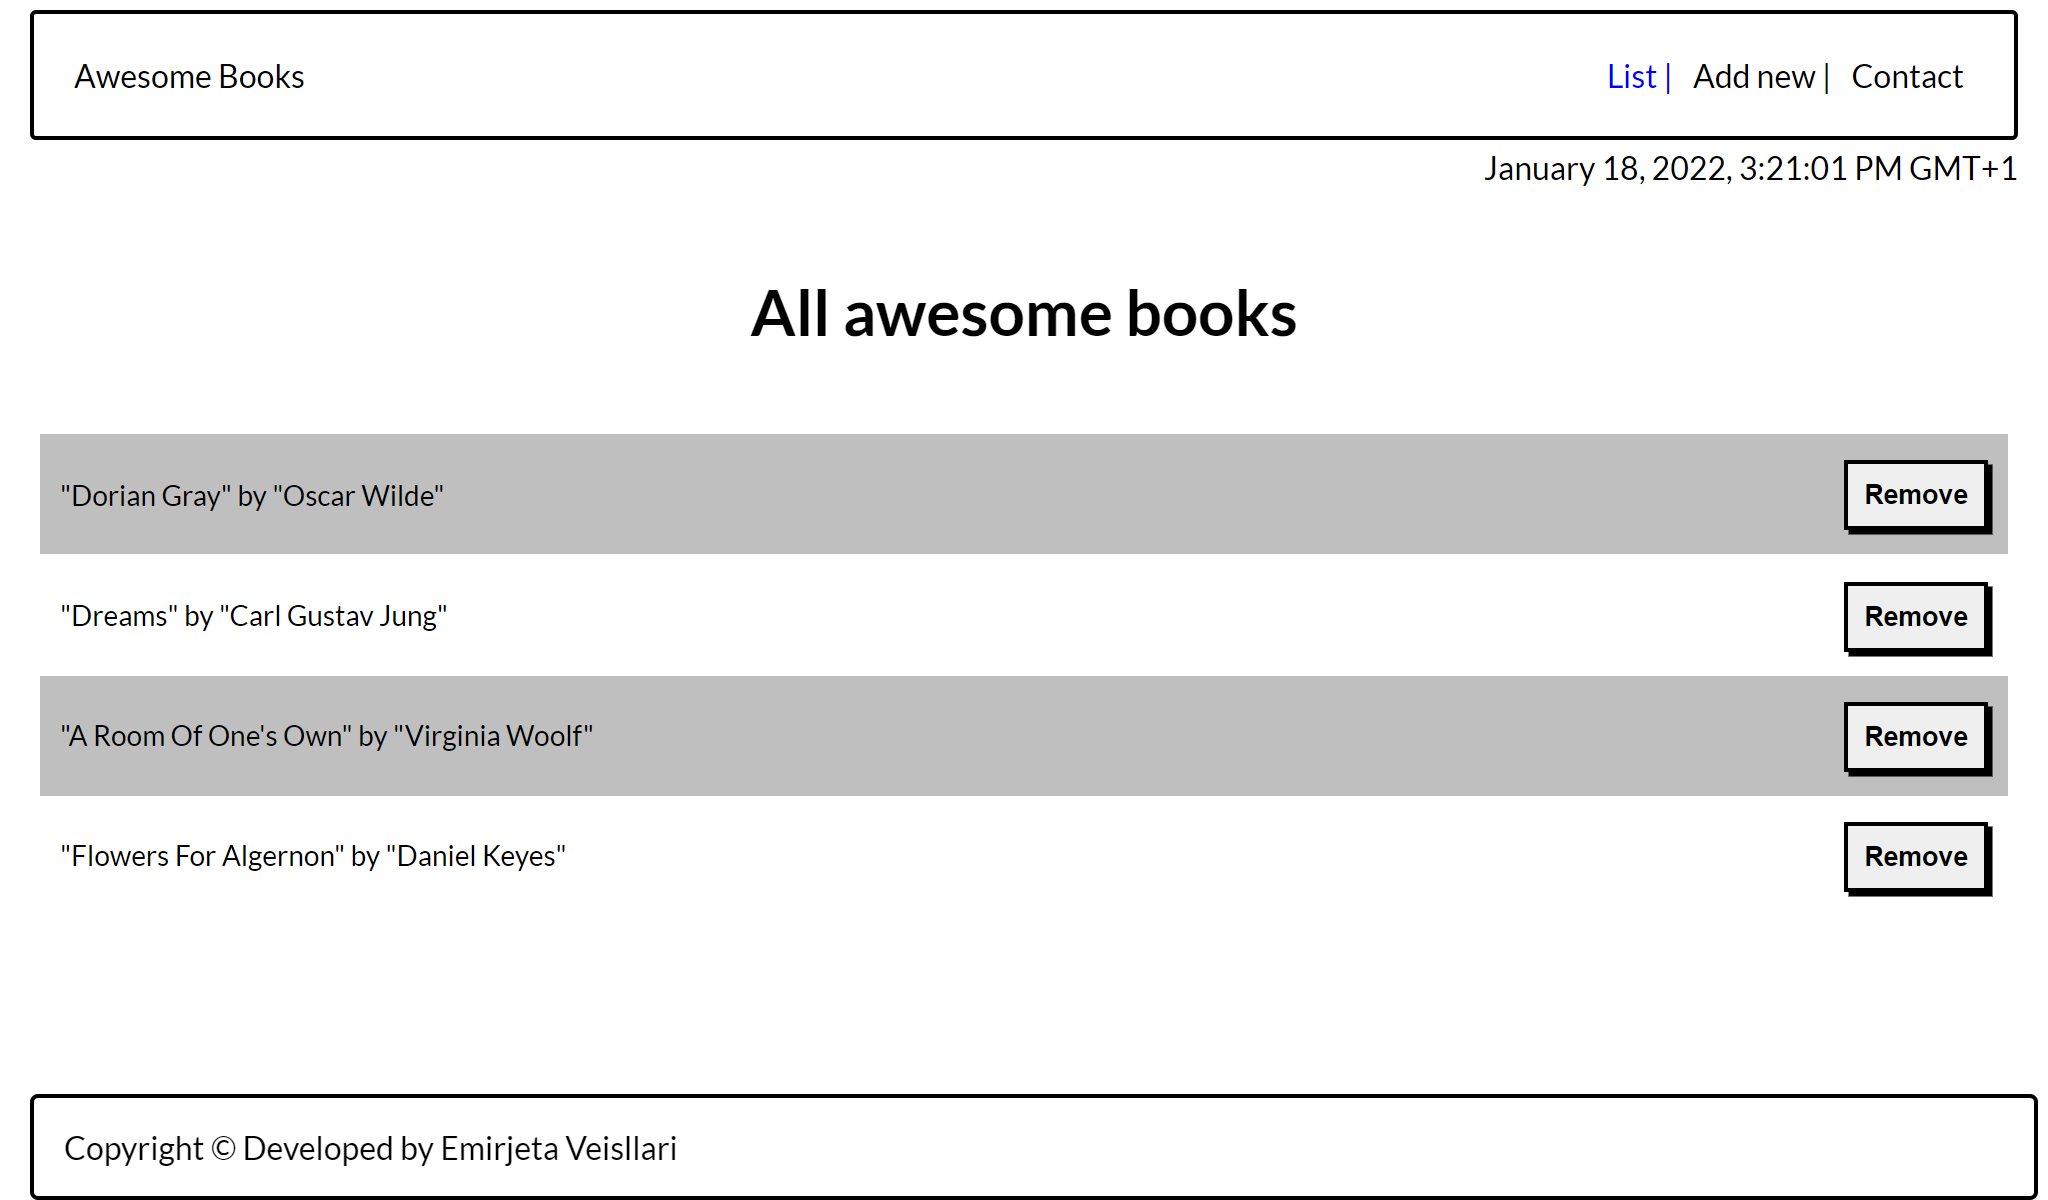 Awesome Books
List | Add new | Contact
January 18, 2022, 3:21:01 PM GMT+1
All awesome books
"Dorian Gray" by "Oscar Wilde"
Remove
"Dreams" by "Carl Gustav Jung"
Remove
"A Room Of One's Own" by "Virginia Woolf"
Remove
"Flowers For Algernon" by "Daniel Keyes"
Remove
Copyright © Developed by Emirjeta Veisllari